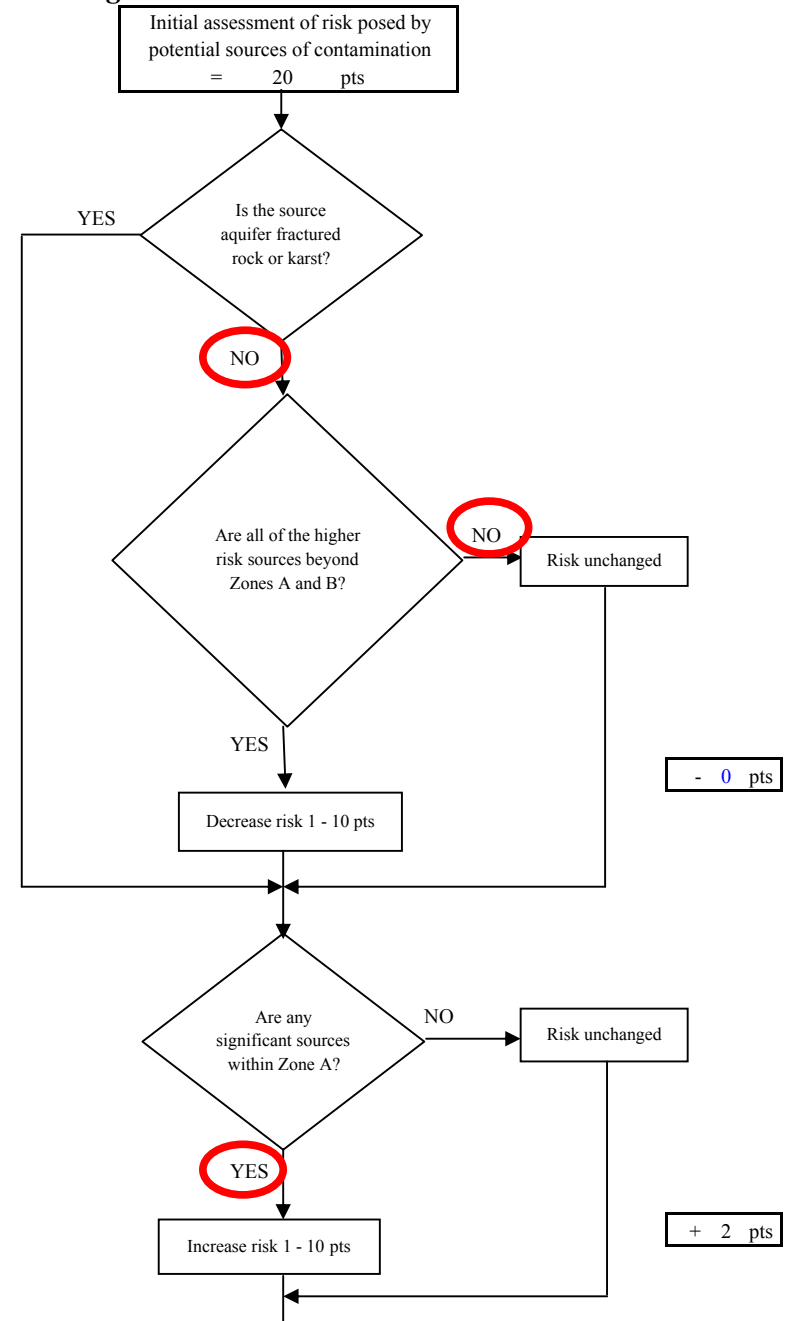 Initial assessment of risk posed by
potential sources of contamination
= 20 pts
Is the source
aquifer fractured
rock or karst?
YES
NO
Are all of the higher
risk sources beyond
Zones A and B?
NO
Risk unchanged
YES
- 0 pts
Decrease risk 1 - 10 pts
Are any
significant sources
within Zone A?
NO
Risk unchanged
YES
+ 2 pts
Increase risk 1 - 10 pts